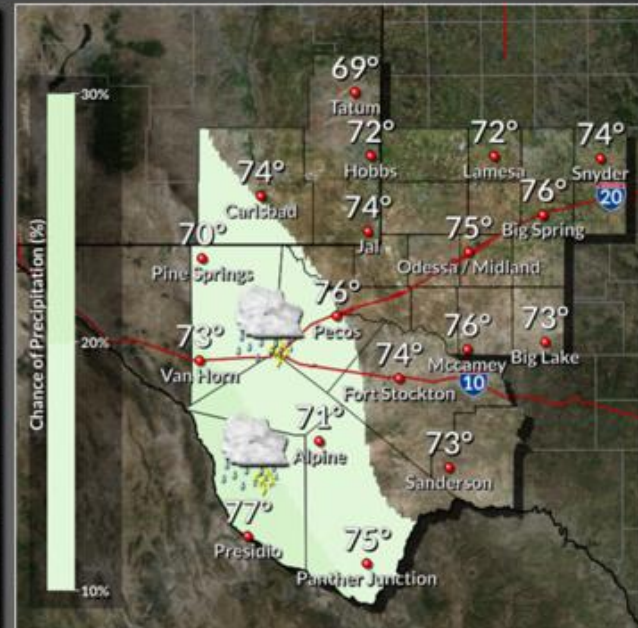 30%
20%
10%
Chance of Precipitation (%)
69°
Tatum
72°
Hobbs
72°
Lamesa
74°
Snyder
20
74°
Carlsbad
74°
Jal
76°
Big Spring
75°
Odessa / Midland
70°
Pine Springs
76°
Pecos
73°
Van Horn
74°
Fort Stockton
76°
Mccamey
73°
Big Lake
10
71°
Alpine
73°
Sanderson
77°
Presidio
75°
Panther Junction